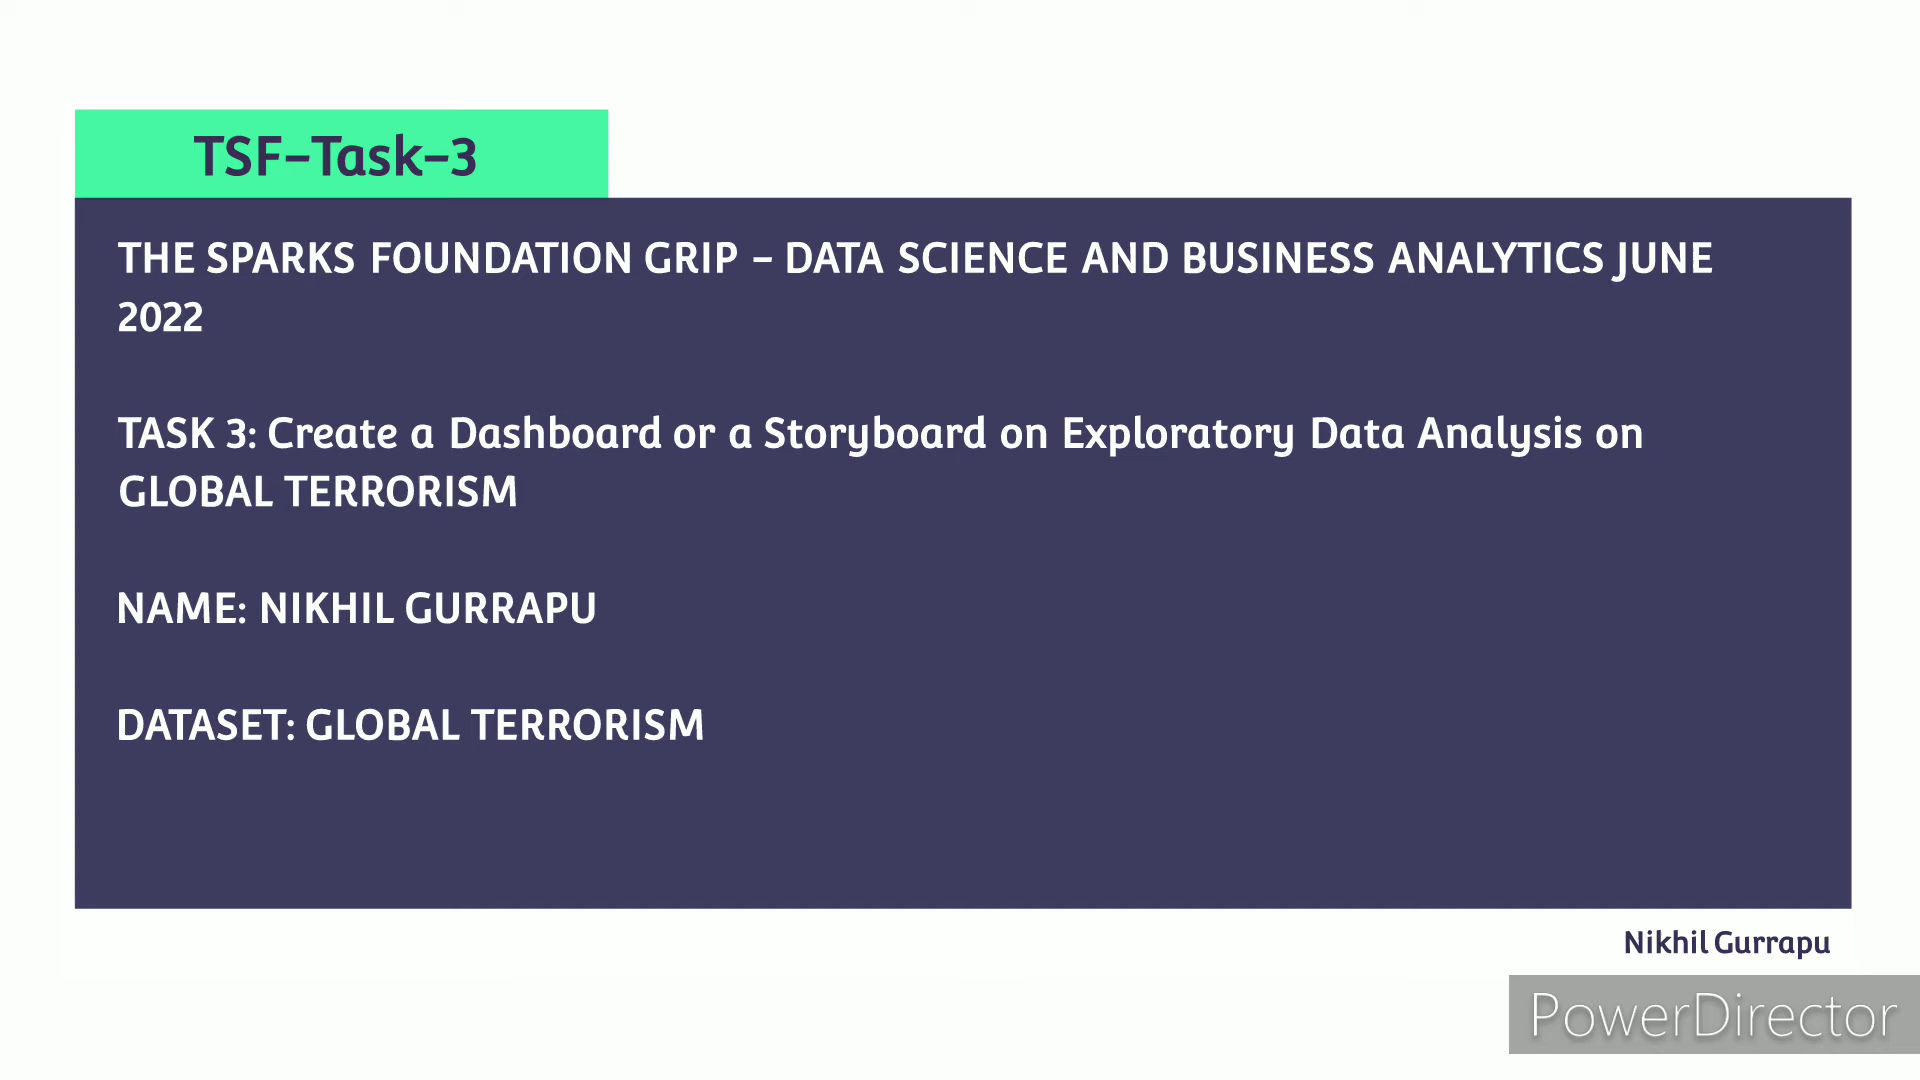 TSF-Task-3
THE SPARKS FOUNDATION GRIP - DATA SCIENCE AND BUSINESS ANALYTICS JUNE
2022
TASK 3: Create a Dashboard or a Storyboard on Exploratory Data Analysis on
GLOBAL TERRORISM
NAME: NIKHIL GURRAPU
DATASET: GLOBAL TERRORISM
Nikhil Gurrapu
PowerDirector